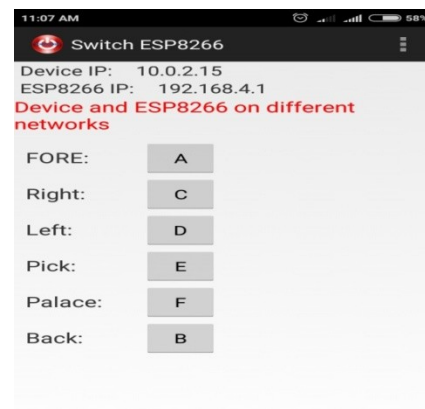 11:07 AM 58%
Switch ESP8266
Device IP: 10.0.2.15
ESP8266 IP: 192.168.4.1
Device and ESP8266 on different
networks
FORE: A
Right: C
Left: D
Pick: E
Palace: F
Back: B